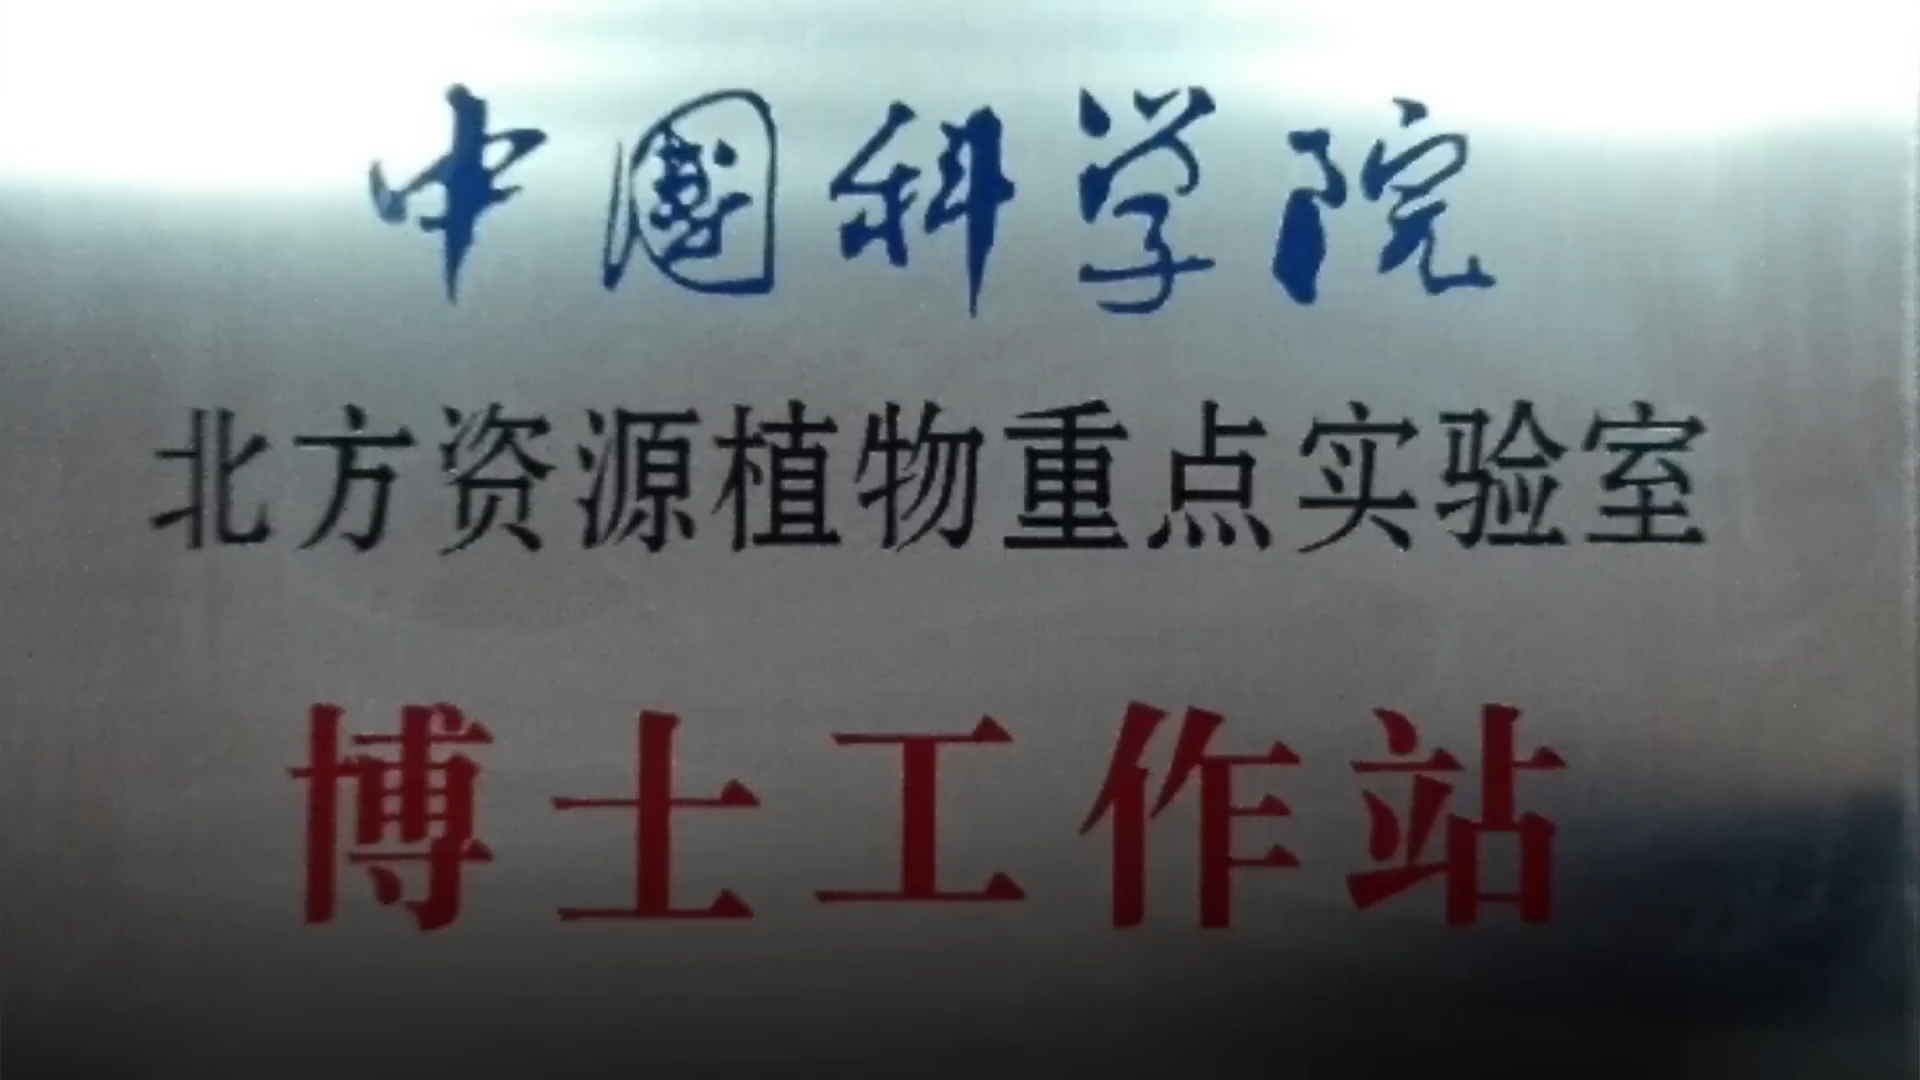 中国科学院
北方资源植物重点实验室
博士工作站